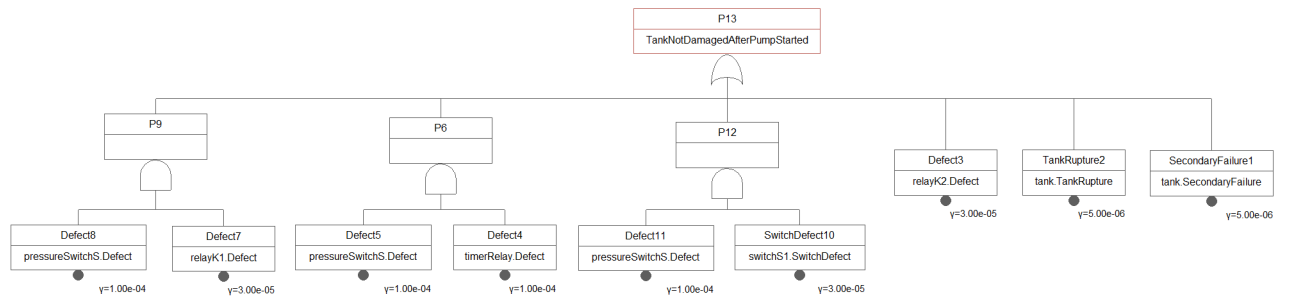 P13
TankNotDamagedAfterPumpStarted
P9
P6
P12
Defect3
relayK2.Defect
γ=3.00e-05
TankRupture2
tank.TankRupture
γ=5.00e-06
SecondaryFailure1
tank.SecondaryFailure
γ=5.00e-06
Defect8
pressureSwitchS.Defect
γ=1.00e-04
Defect7
relayK1.Defect
γ=3.00e-05
Defect5
pressureSwitchS.Defect
γ=1.00e-04
Defect4
timerRelay.Defect
γ=1.00e-04
Defect11
pressureSwitchS.Defect
γ=1.00e-04
SwitchDefect10
switchS1.SwitchDefect
γ=3.00e-05